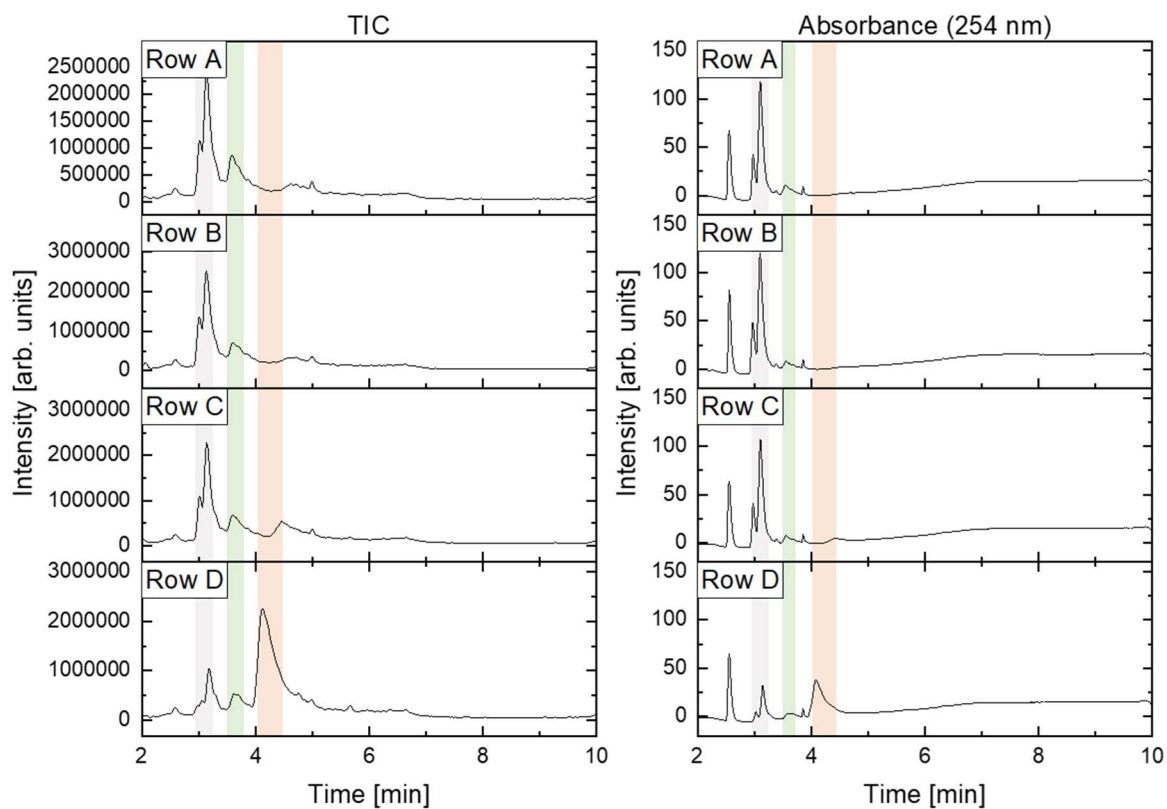 TIC
Absorbance (254 nm)
Intensity [arb. units]
Row A
2500000
2000000
1500000
1000000
500000
0
Row B
3000000
2000000
1000000
0
Row C
3000000
2000000
1000000
0
Row D
3000000
2000000
1000000
0
2 4 6 8 10
Time [min]
Intensity [arb. units]
Row A
150
100
50
0
Row B
150
100
50
0
Row C
150
100
50
0
Row D
150
100
50
0
2 4 6 8 10
Time [min]